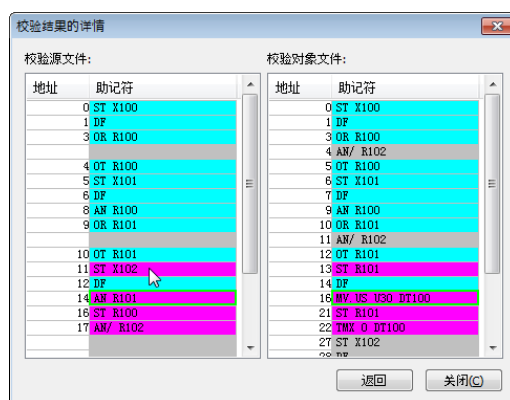 校验结果的详情
校验源文件:
校验对象文件:
地址 助记符
0 ST X100
1 DF
3 OR R100
4 OT R100
5 ST X101
6 DF
8 AN R100
9 OR R101
10 OT R101
11 ST X102
12 DF
14 AN R101
16 ST R100
17 AN/ R102
地址 助记符
0 ST X100
1 DF
3 OR R100
4 AN/ R102
5 OT R100
6 ST X101
7 DF
9 AN R100
10 OR R101
11 AN/ R102
12 OT R101
13 ST R101
14 DF
16 MV.US U30 DT100
21 ST R101
22 TMX 0 DT100
27 ST X102
28 DF
返回
关闭(C)